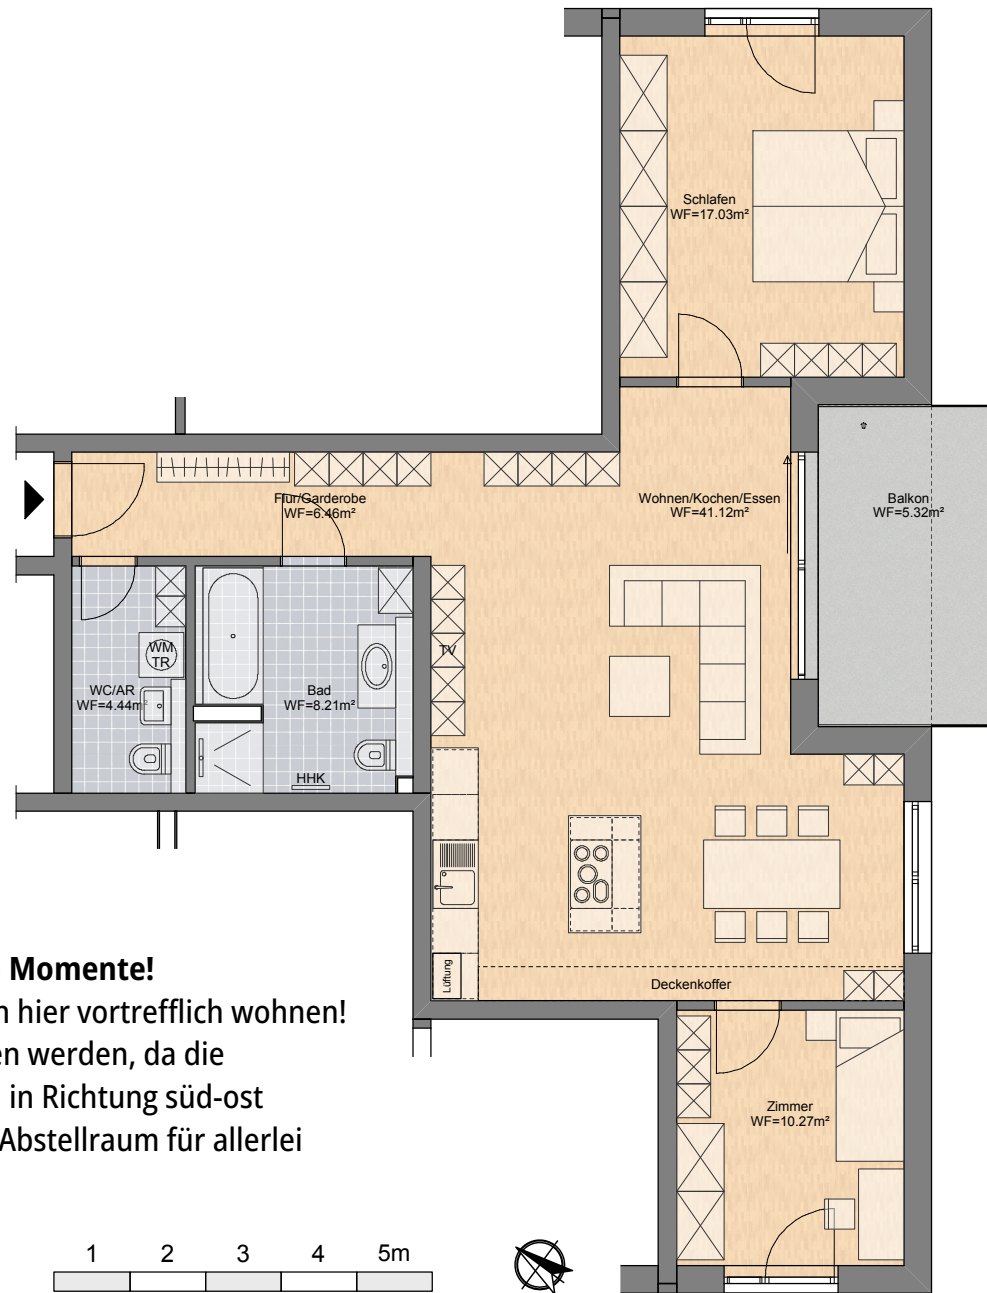 Schlafen
WF=17.03m²
Flur/Garderobe
WF=6.46m²
Wohnen/Kochen/Essen
WF=41.12m²
Balkon
WF=5.32m²
WM
TR
TV
WC/AR
WF=4.44m²
Bad
WF=8.21m²
HHK
Lüftung
Deckenkoffer
Zimmer
WF=10.27m²
Momente!
hier vortrefflich wohnen!
werden, da die
in Richtung süd-ost
Abstellraum für allerlei
1 2 3 4 5m